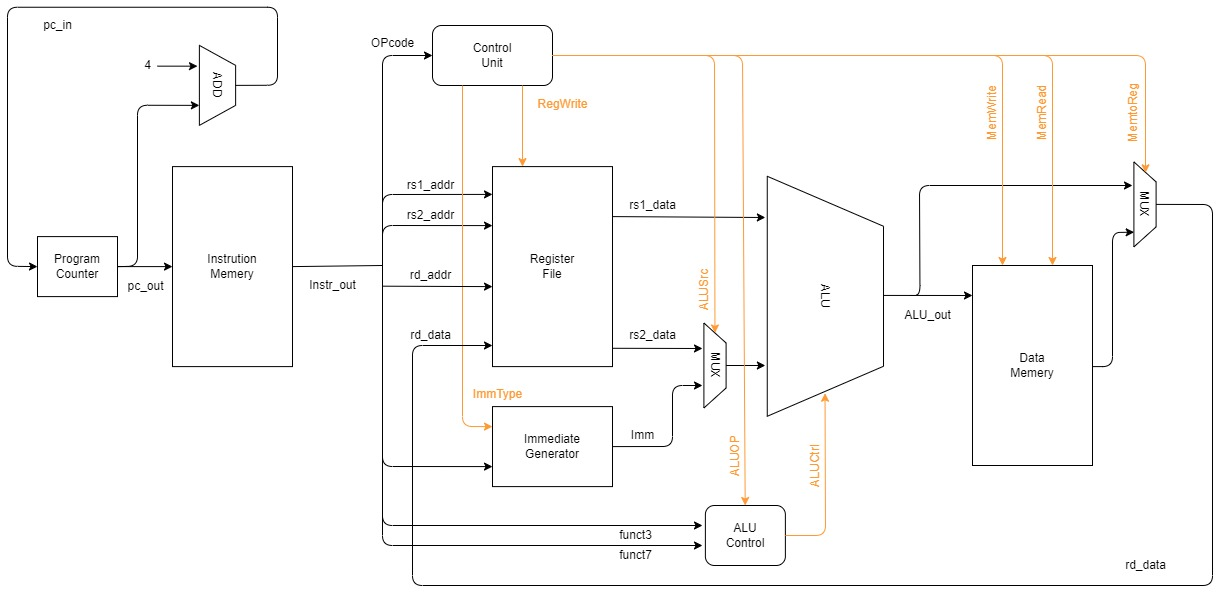 pc_in
4
ADD
OPcode
Control
Unit
RegWrite
MemWrite
MemRead
MemtoReg
rs1_addr
rs2_addr
rs1_data
MUX
Program
Counter
pc_out
Instrution
Memery
Instr_out
Register
File
rd_addr
ALUSrc
ALU
ALU_out
rd_data
rs2_data
MUX
Data
Memery
ImmType
Immediate
Generator
Imm
ALUOP
ALUCtrl
ALU
Control
funct3
funct7
rd_data